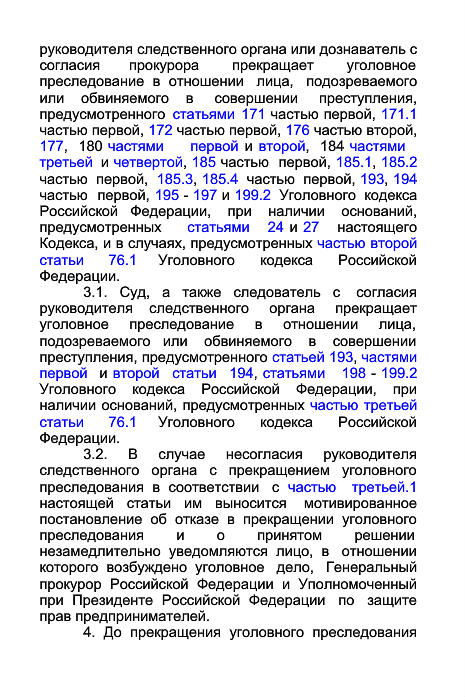 руководителя следственного органа или дознаватель с
согласия прокурора прекращает уголовное
преследование в отношении лица, подозреваемого
или обвиняемого в совершении преступления,
предусмотренного статьями 171 частью первой, 171.1
частью первой, 172 частью первой, 176 частью второй,
177, 180 частями первой и второй, 184 частями
третьей и четвертой, 185 частью первой, 185.1, 185.2
частью первой, 185.3, 185.4 частью первой, 193, 194
частью первой, 195 - 197 и 199.2 Уголовного кодекса
Российской Федерации, при наличии оснований,
предусмотренных статьями 24 и 27 настоящего
Кодекса, и в случаях, предусмотренных частью второй
статьи 76.1 Уголовного кодекса Российской
Федерации.
3.1. Суд, а также следователь с согласия
руководителя следственного органа прекращает
уголовное преследование в отношении лица,
подозреваемого или обвиняемого в совершении
преступления, предусмотренного статьей 193, частями
первой и второй статьи 194, статьями 198 - 199.2
Уголовного кодекса Российской Федерации, при
наличии оснований, предусмотренных частью третьей
статьи 76.1 Уголовного кодекса Российской
Федерации.
3.2. В случае несогласия руководителя
следственного органа с прекращением уголовного
преследования в соответствии с частью третьей.1
настоящей статьи им выносится мотивированное
постановление об отказе в прекращении уголовного
преследования и о принятом решении
незамедлительно уведомляются лицо, в отношении
которого возбуждено уголовное дело, Генеральный
прокурор Российской Федерации и Уполномоченный
при Президенте Российской Федерации по защите
прав предпринимателей.
4. До прекращения уголовного преследования